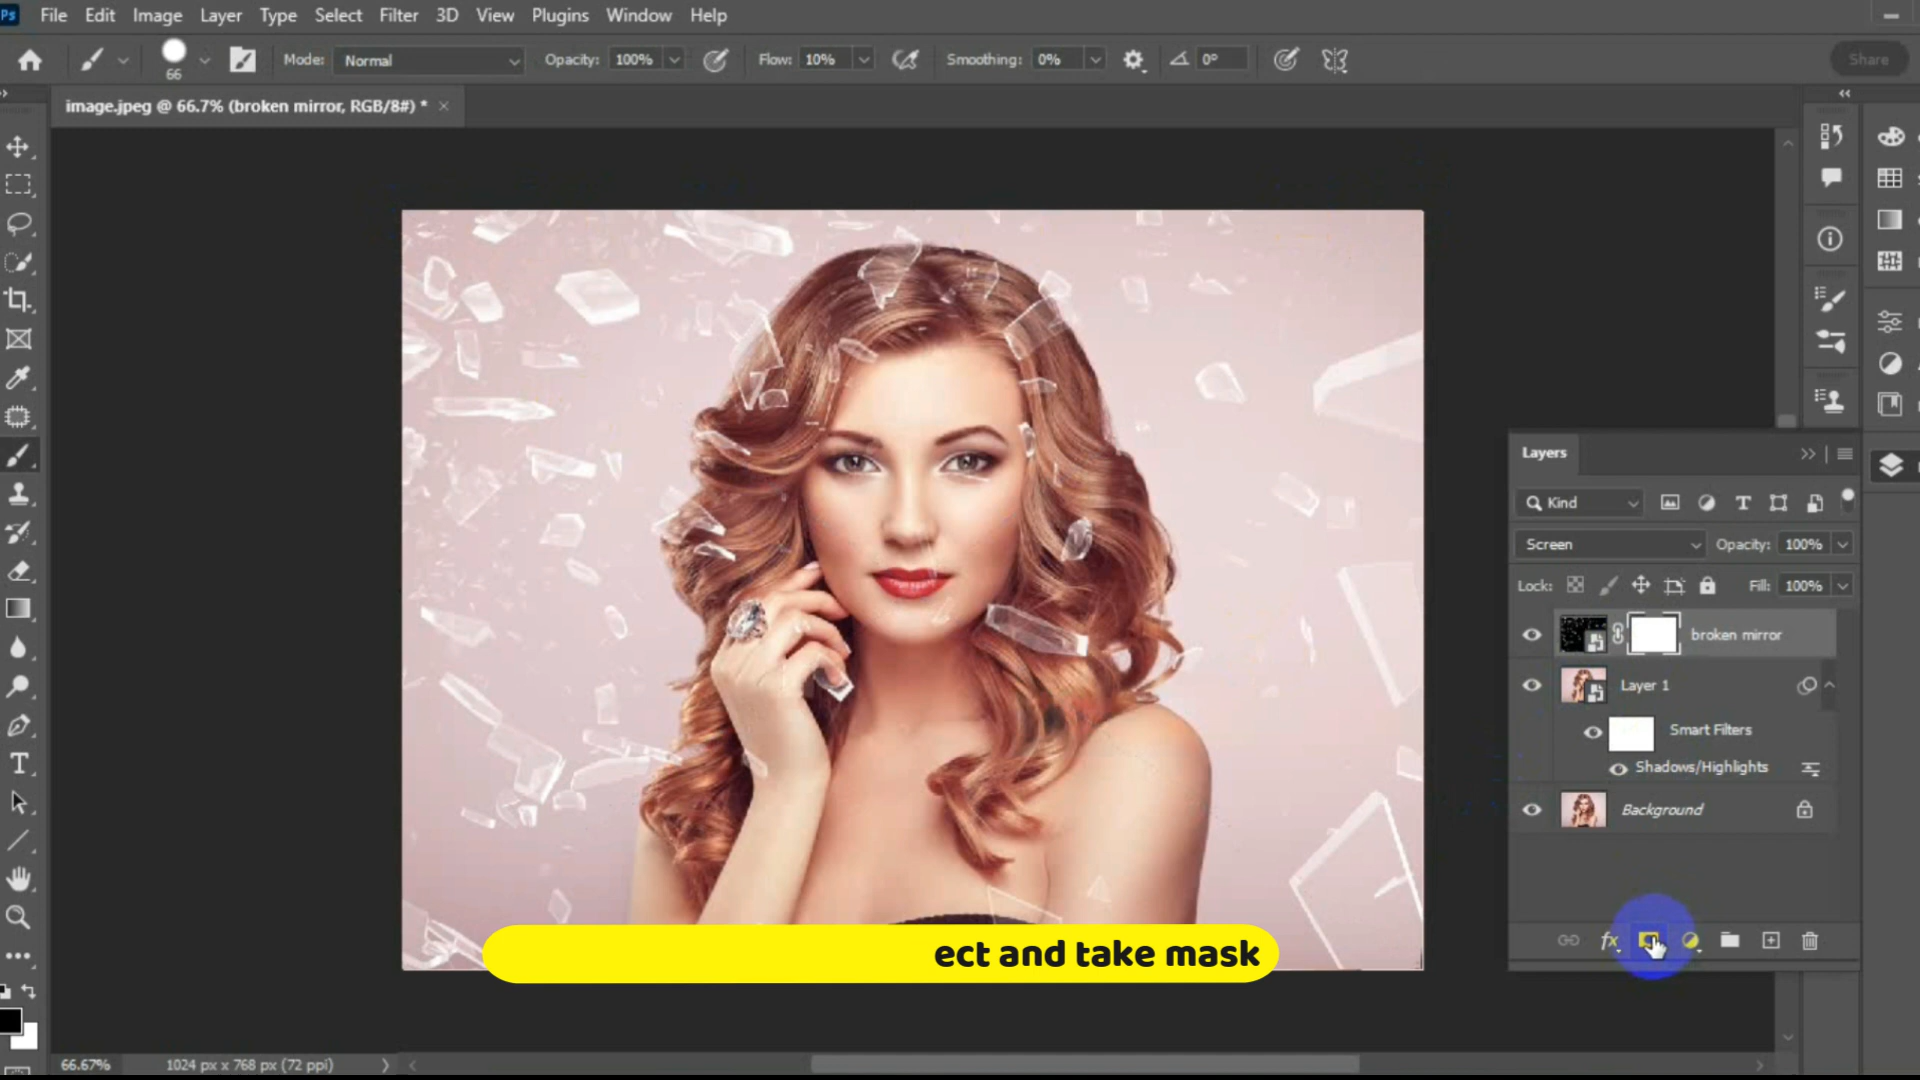 Ps File Edit Image Layer Type Select Filter 3D View Plugins Window Help
66 Mode: Normal Opacity: 100% Flow: 10% Smoothing: 0% 0° Share
image.jpeg @ 66.7% (broken mirror, RGB/8#) * ×
Layers
Kind
Screen Opacity: 100%
Lock: Fill: 100%
broken mirror
Layer 1
Smart Filters
Shadows/Highlights
Background
fx
ect and take mask
66.67% 1024 px x 768 px (72 ppi)